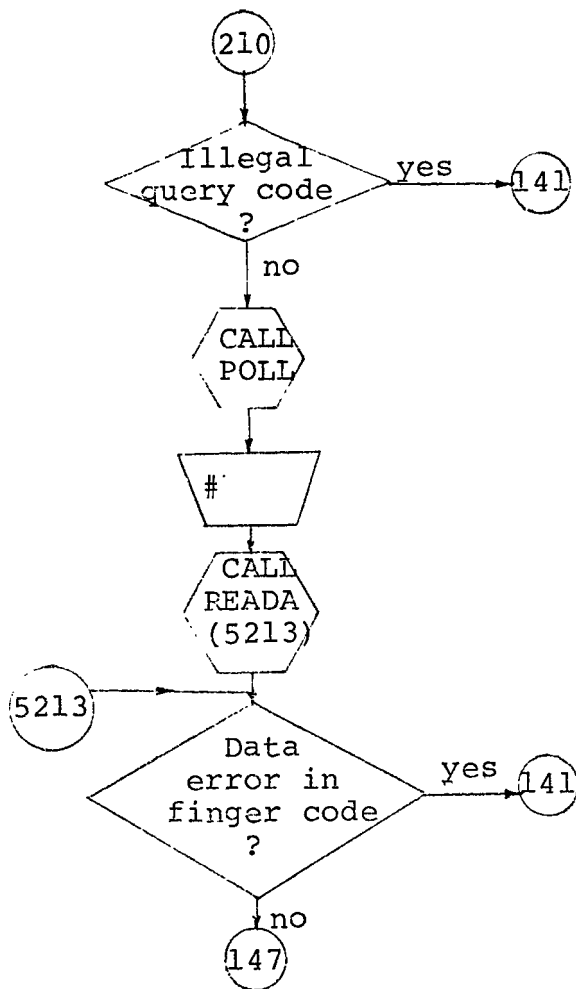 210
Illegal
query code
?
yes
141
no
CALL
POLL
#
CALL
READA
(5213)
5213
Data
error in
finger code
?
yes
141
no
147